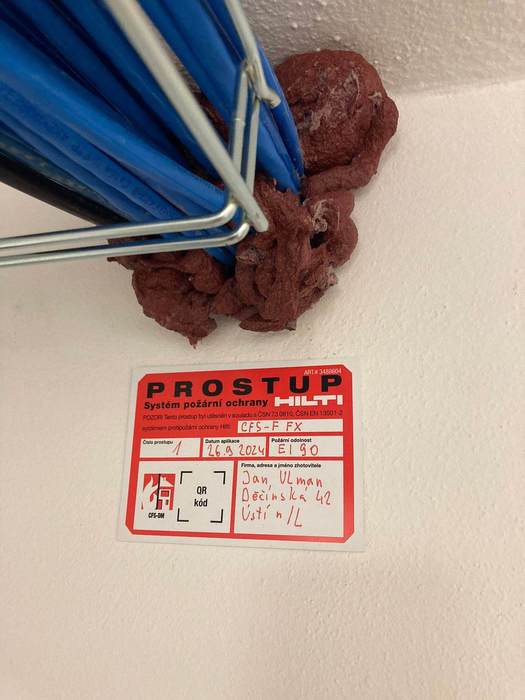 ART.# 3489804
PROSTUP
Systém požární ochrany HILTI
POZOR! Tento prostup byl utěsněn v souladu s ČSN 73 0810, ČSN EN 13501-2
systémem protipožární ochrany Hilti: CFS-F FX
Číslo prostupu 1
Datum aplikace 26.9 2024
Požární odolnost EI 90
CFS-DM
QR
kód
Firma, adresa a jméno zhotovitele
Jan Ulman
Děčínská 42
Ústí n/L